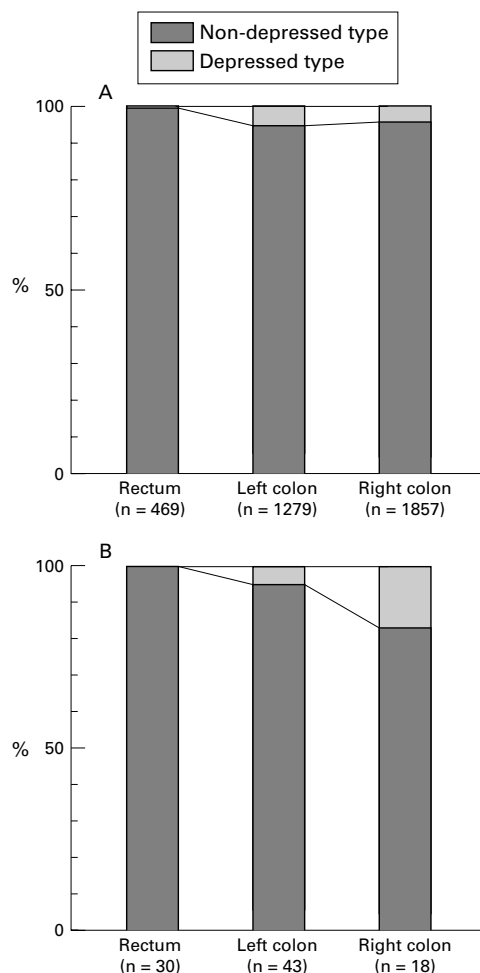 Non-depressed type
Depressed type
A
100
%
50
0
Rectum Left colon Right colon
(n = 469) (n = 1279) (n = 1857)
B
100
%
50
0
Rectum Left colon Right colon
(n = 30) (n = 43) (n = 18)